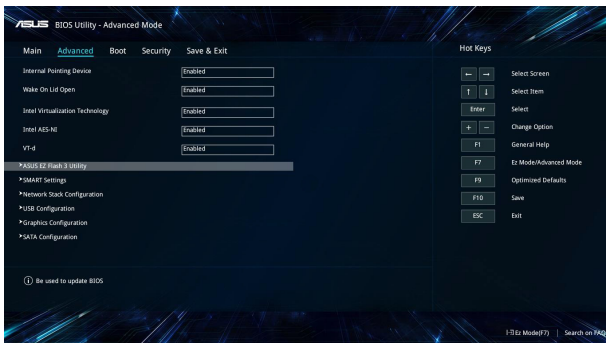 ASUS BIOS Utility - Advanced Mode
Main Advanced Boot Security Save & Exit
Internal Pointing Device Enabled
Wake On Lid Open Enabled
Intel Virtualization Technology Enabled
Intel AES-NI Enabled
VT-d Enabled
ASUS EZ Flash 3 Utility
SMART Settings
Network Stack Configuration
USB Configuration
Graphics Configuration
SATA Configuration
Be used to update BIOS
Hot Keys
← → Select Screen
↑ ↓ Select Item
Enter Select
+ - Change Option
F1 General Help
F7 Ez Mode/Advanced Mode
F9 Optimized Defaults
F10 Save
ESC Exit
Ez Mode(F7) | Search on FAQ